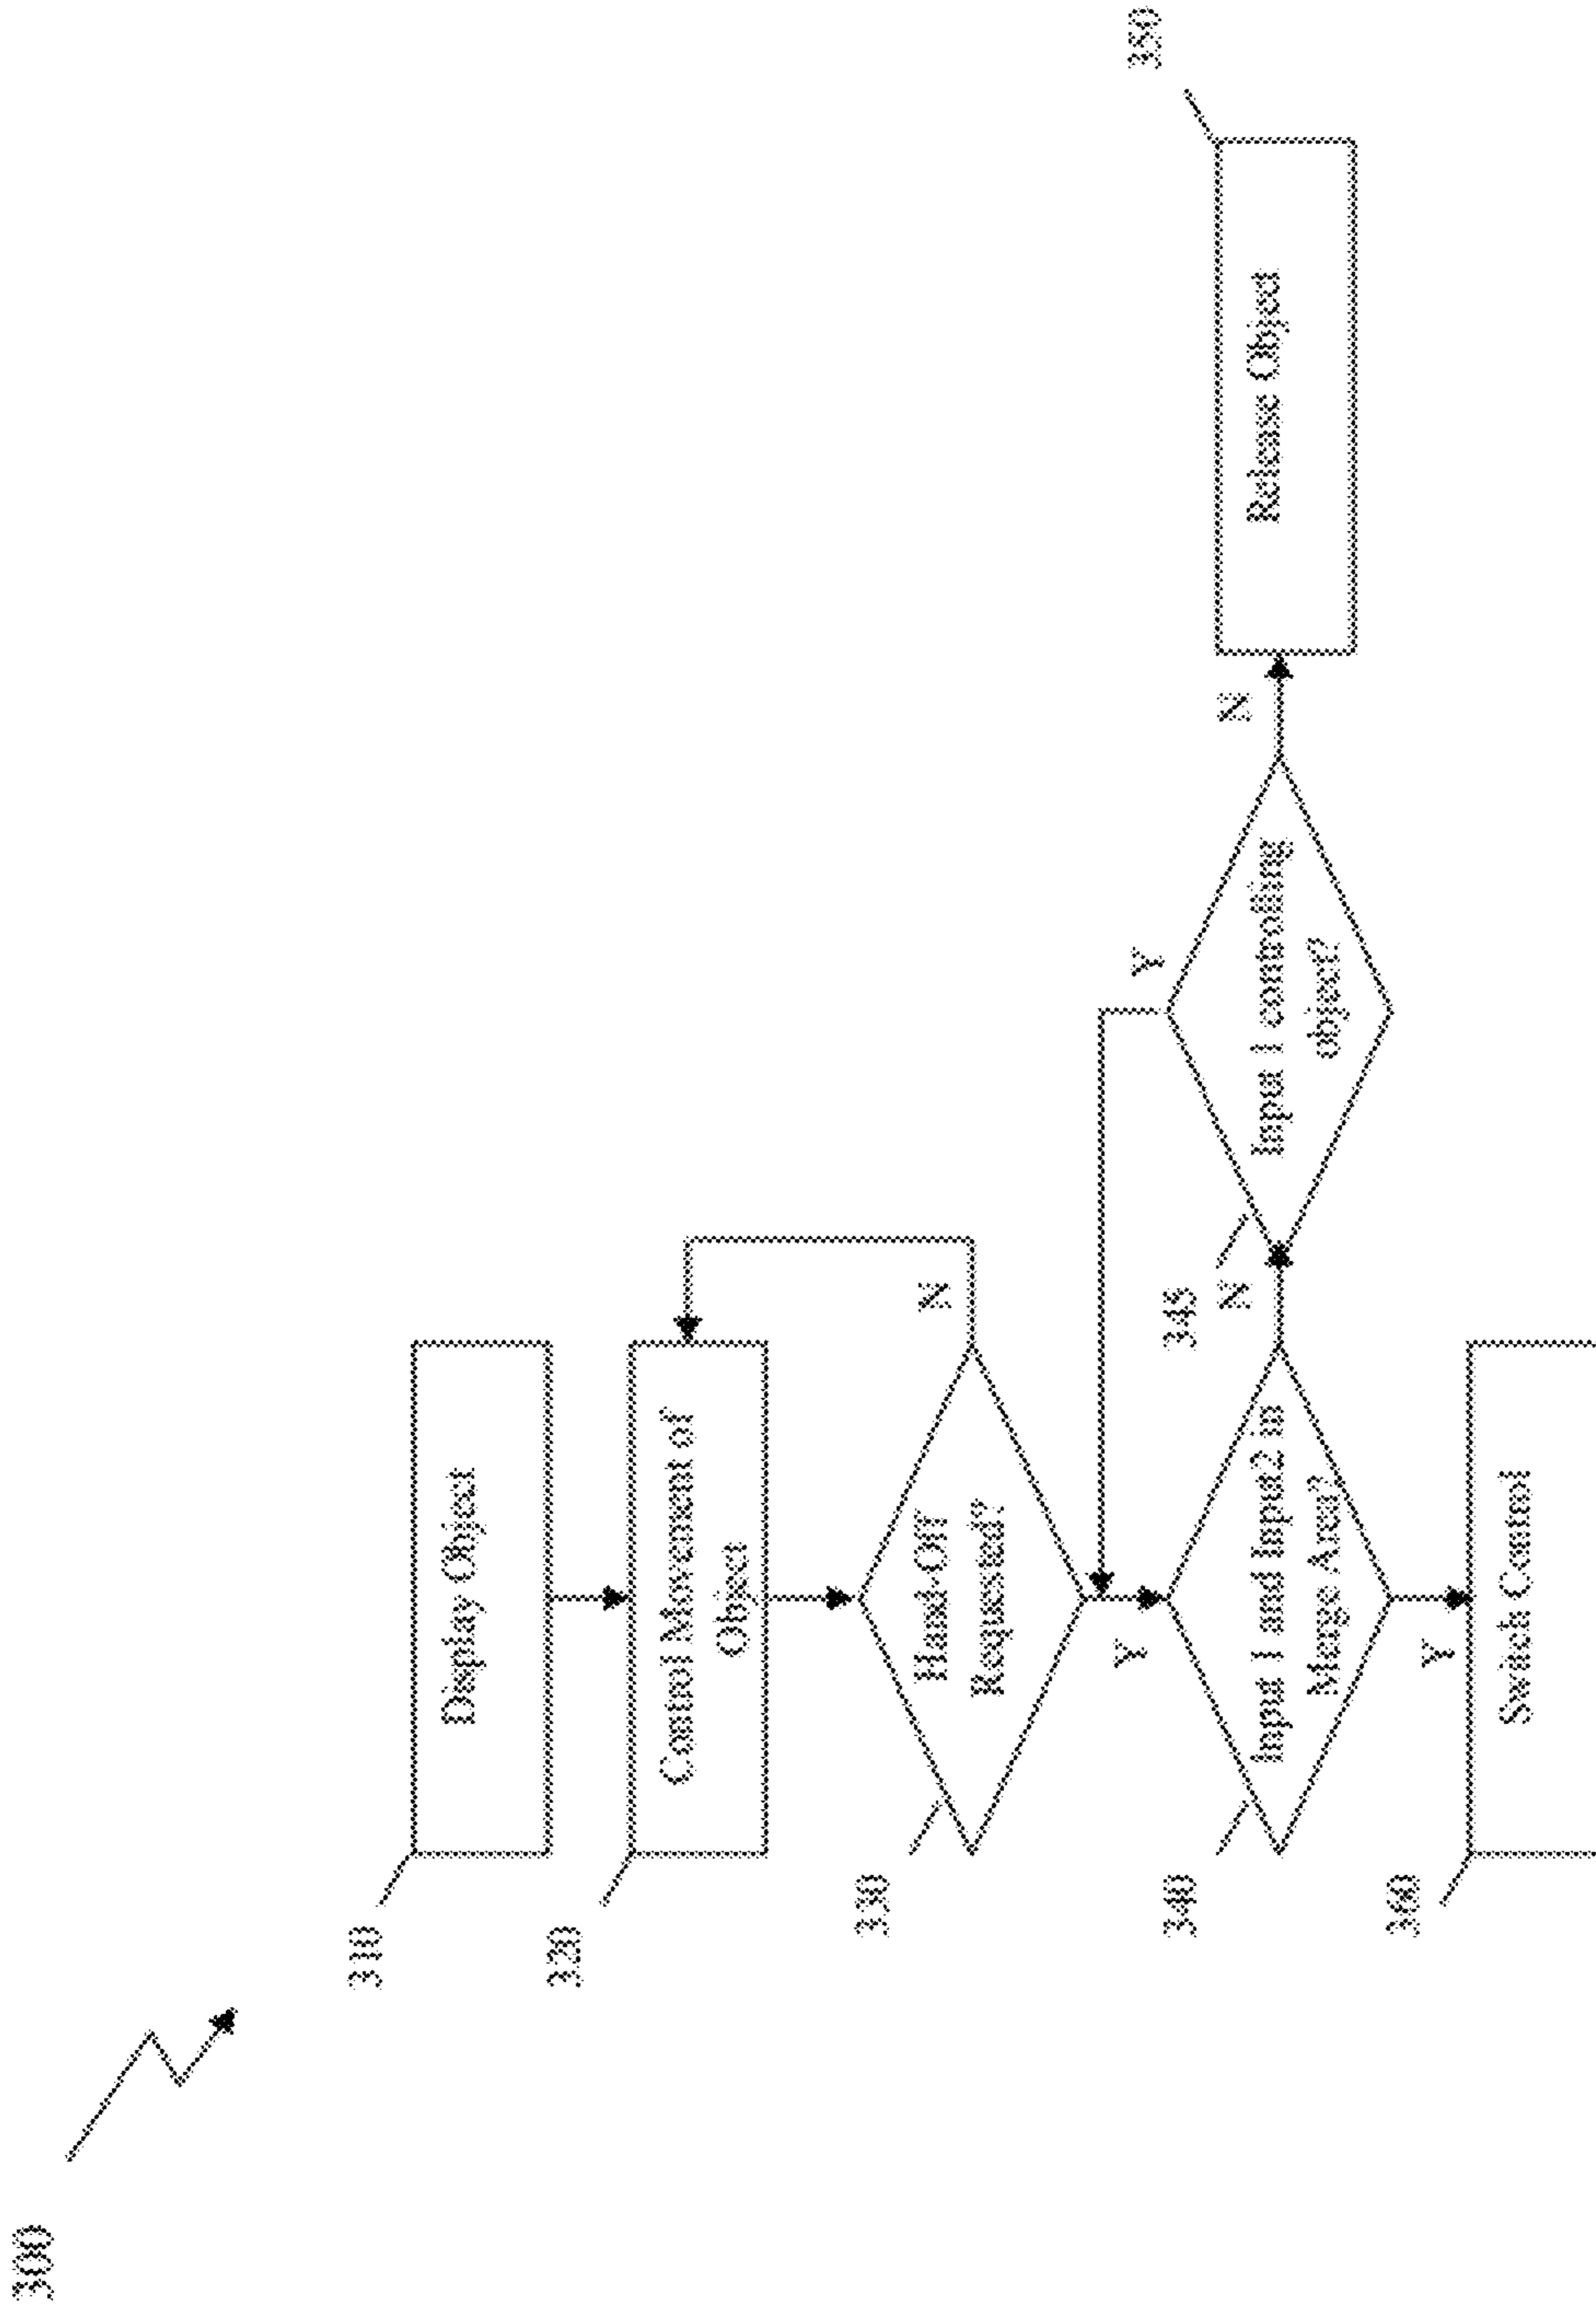 300
310
Display Object
320
Control Movement of
Object
330
Hand-Off
Requested?
N
Y
340
Input 1 and Input2 in
Merge Area?
N
345
Input 1 controlling
object?
Y
N
350
Release Object
Y
360
Switch Control